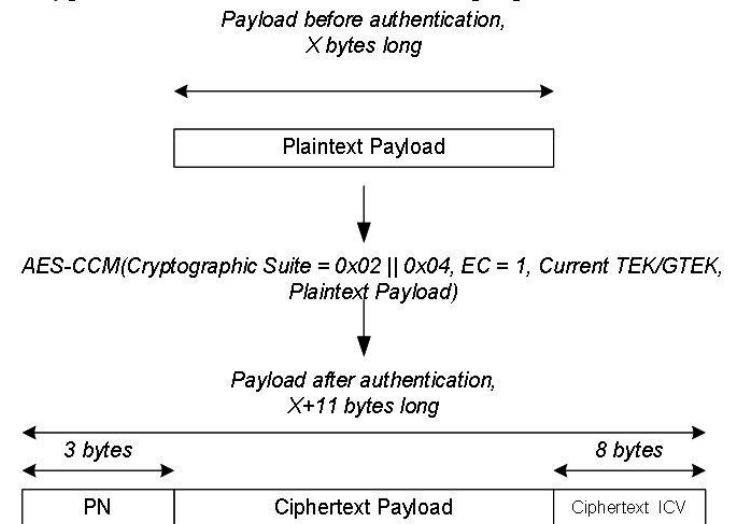 Payload before authentication,
X bytes long
Plaintext Payload
AES-CCM(Cryptographic Suite = 0x02 || 0x04, EC = 1, Current TEK/GTEK,
Plaintext Payload)
Payload after authentication,
X+11 bytes long
3 bytes 8 bytes
PN Ciphertext Payload Ciphertext ICV